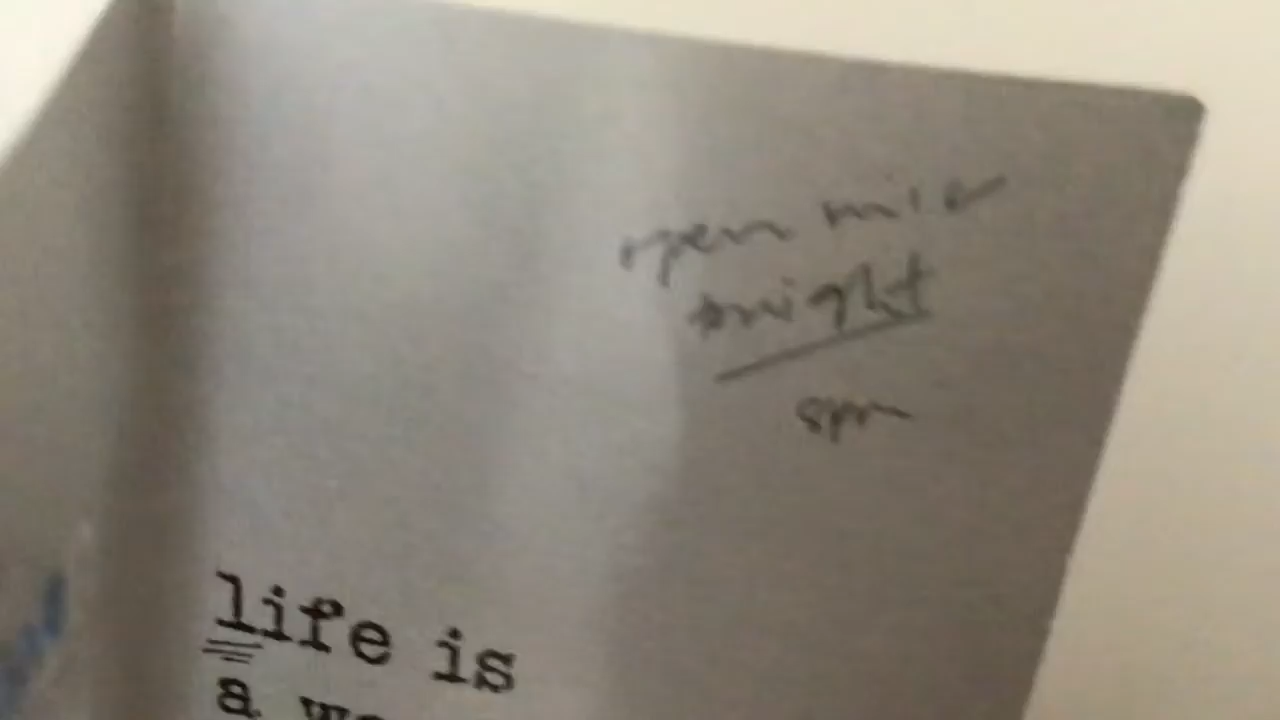 open mic
tonight
8pm
life is
a